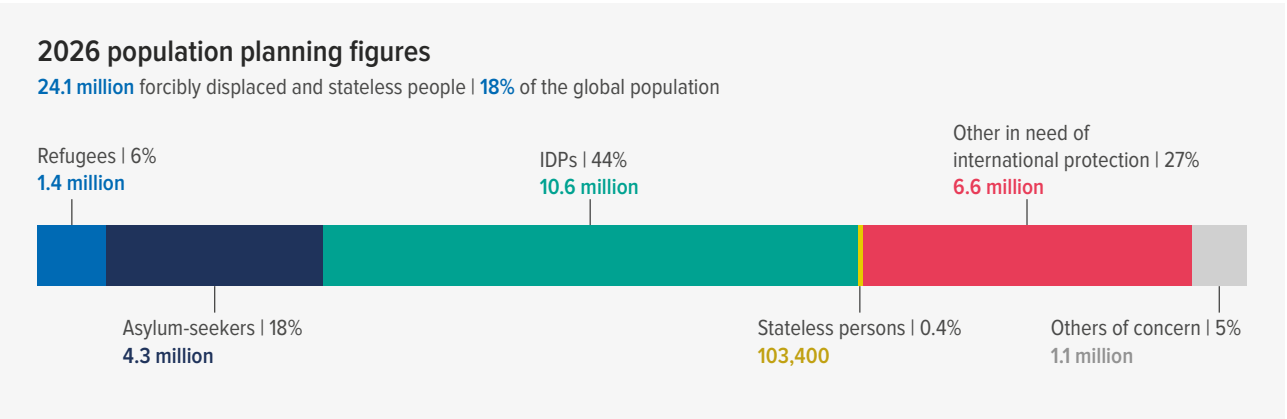 2026 population planning figures
24.1 million forcibly displaced and stateless people | 18% of the global population
Refugees | 6%
1.4 million
IDPs | 44%
10.6 million
Other in need of
international protection | 27%
6.6 million
Asylum-seekers | 18%
4.3 million
Stateless persons | 0.4%
103,400
Others of concern | 5%
1.1 million